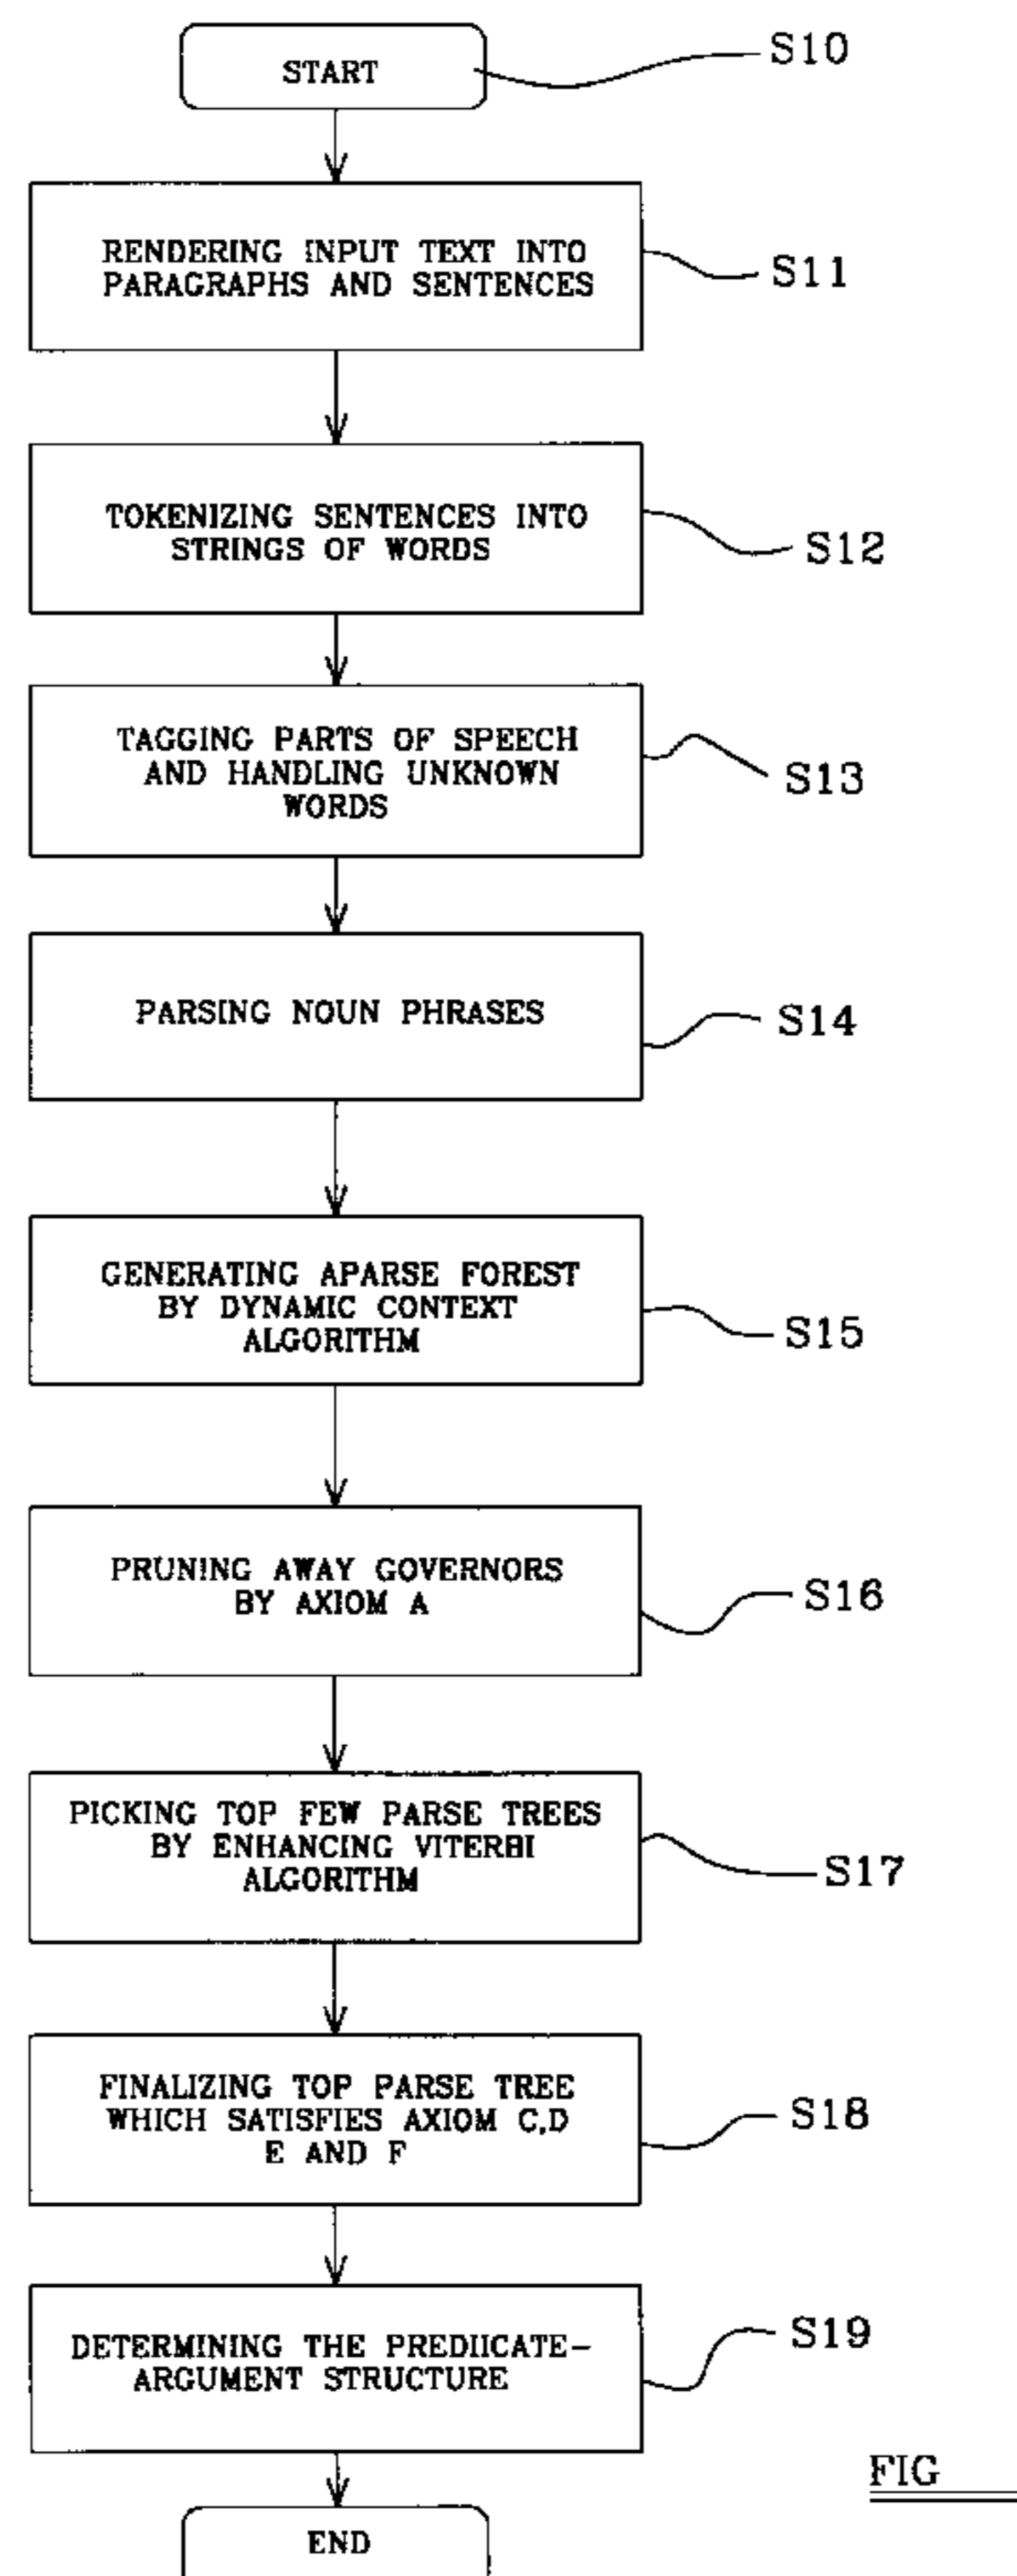 START
S10
RENDERING INPUT TEXT INTO
PARAGRAPHS AND SENTENCES
S11
TOKENIZING SENTENCES INTO
STRINGS OF WORDS
S12
TAGGING PARTS OF SPEECH
AND HANDLING UNKNOWN
WORDS
S13
PARSING NOUN PHRASES
S14
GENERATING APARSE FOREST
BY DYNAMIC CONTEXT
ALGORITHM
S15
PRUNING AWAY GOVERNORS
BY AXIOM A
S16
PICKING TOP FEW PARSE TREES
BY ENHANCING VITERBI
ALGORITHM
S17
FINALIZING TOP PARSE TREE
WHICH SATISFIES AXIOM C,D
E AND F
S18
DETERMINING THE PREDIICATE-
ARGUMENT STRUCTURE
S19
FIG
END